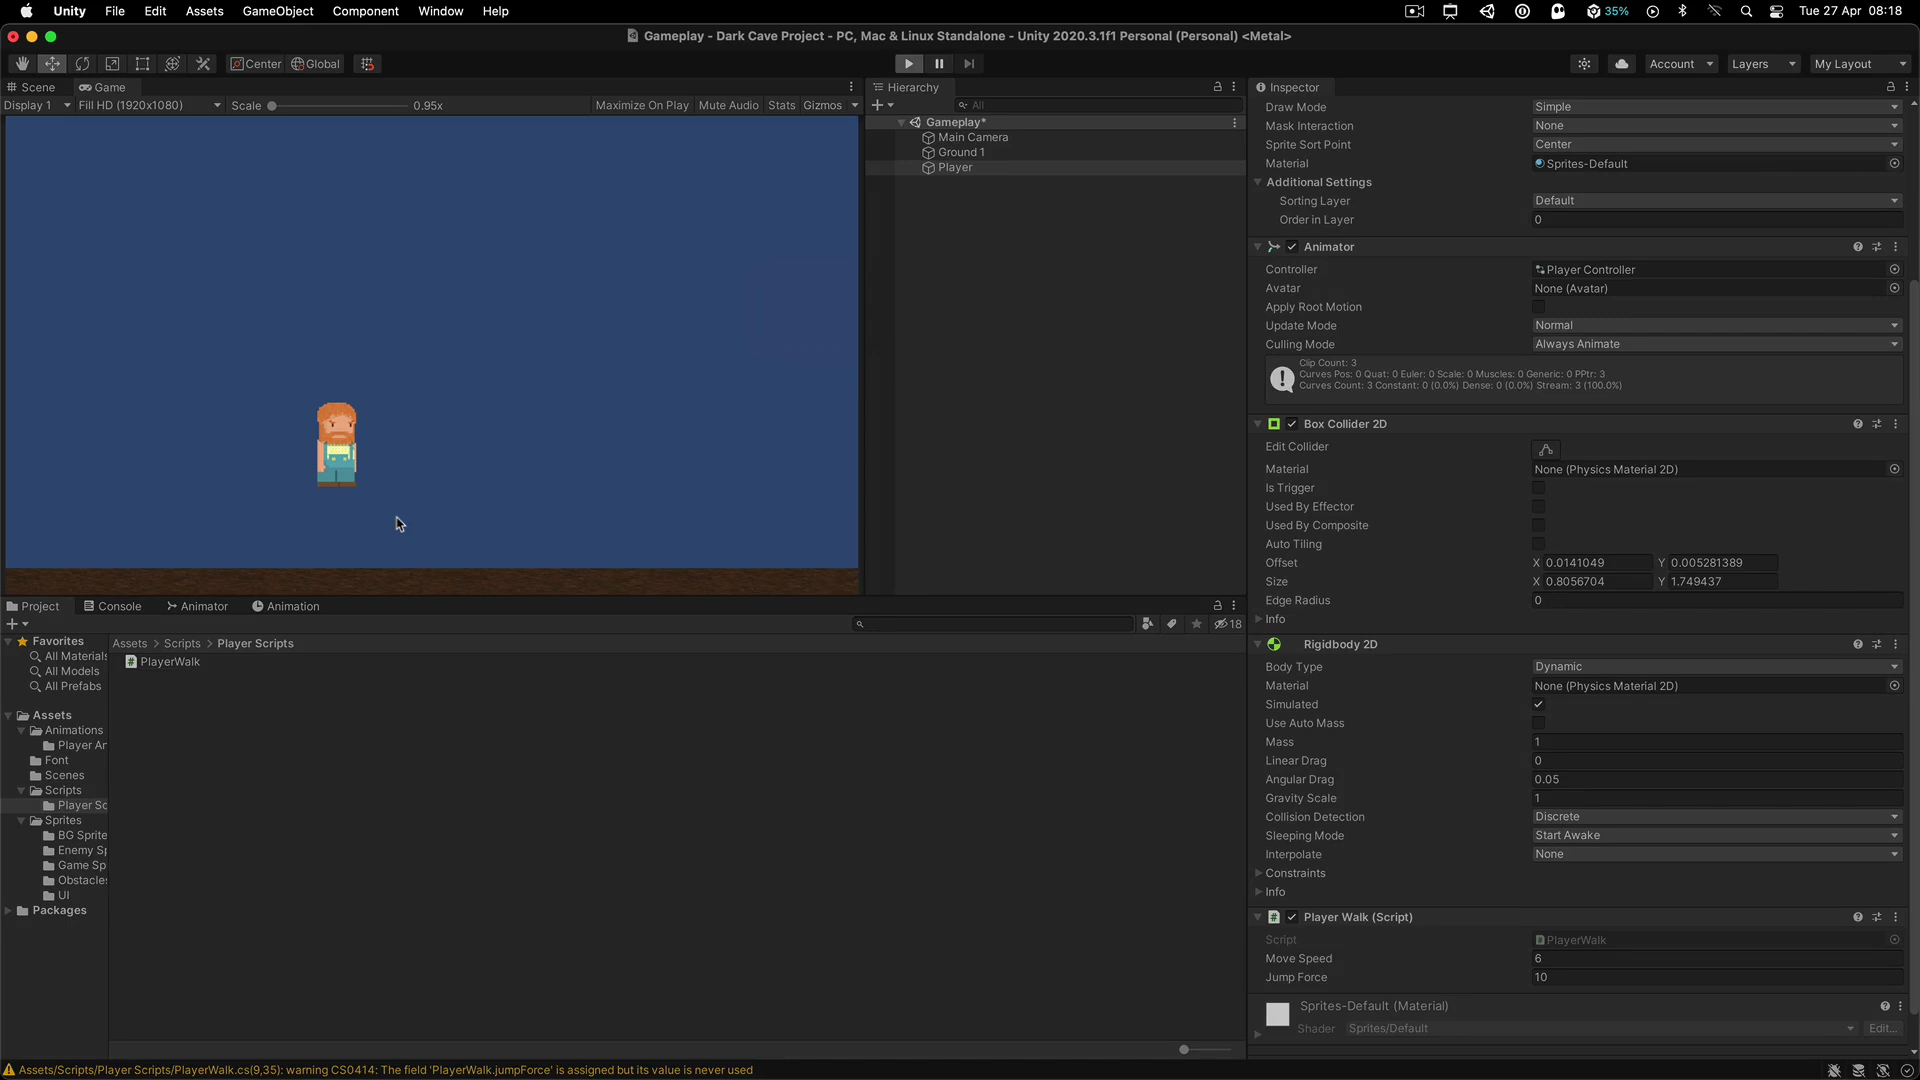 Unity File Edit Assets GameObject Component Window Help 35% Tue 27 Apr 08:18
Gameplay - Dark Cave Project - PC, Mac & Linux Standalone - Unity 2020.3.1f1 Personal (Personal) <Metal>
Center Global Account Layers My Layout
Scene Game
Display 1 Fill HD (1920x1080) Scale 0.95x Maximize On Play Mute Audio Stats Gizmos
Hierarchy
All
Gameplay*
Main Camera
Ground 1
Player
Project Console Animator Animation
18
Favorites
All Materials
All Models
All Prefabs
Assets
Animations
Player An
Font
Scenes
Scripts
Player Sc
Sprites
BG Sprite
Enemy Sp
Game Sp
Obstacles
UI
Packages
Assets > Scripts > Player Scripts
PlayerWalk
Inspector
Draw Mode Simple
Mask Interaction None
Sprite Sort Point Center
Material Sprites-Default
Additional Settings
Sorting Layer Default
Order in Layer 0
Animator
Controller Player Controller
Avatar None (Avatar)
Apply Root Motion
Update Mode Normal
Culling Mode Always Animate
Clip Count: 3
Curves Pos: 0 Quat: 0 Euler: 0 Scale: 0 Muscles: 0 Generic: 0 PPtr: 3
Curves Count: 3 Constant: 0 (0.0%) Dense: 0 (0.0%) Stream: 3 (100.0%)
Box Collider 2D
Edit Collider
Material None (Physics Material 2D)
Is Trigger
Used By Effector
Used By Composite
Auto Tiling
Offset X 0.0141049 Y 0.005281389
Size X 0.8056704 Y 1.749437
Edge Radius 0
Info
Rigidbody 2D
Body Type Dynamic
Material None (Physics Material 2D)
Simulated
Use Auto Mass
Mass 1
Linear Drag 0
Angular Drag 0.05
Gravity Scale 1
Collision Detection Discrete
Sleeping Mode Start Awake
Interpolate None
Constraints
Info
Player Walk (Script)
Script PlayerWalk
Move Speed 6
Jump Force 10
Sprites-Default (Material)
Shader Sprites/Default Edit...
Assets/Scripts/Player Scripts/PlayerWalk.cs(9,35): warning CS0414: The field 'PlayerWalk.jumpForce' is assigned but its value is never used